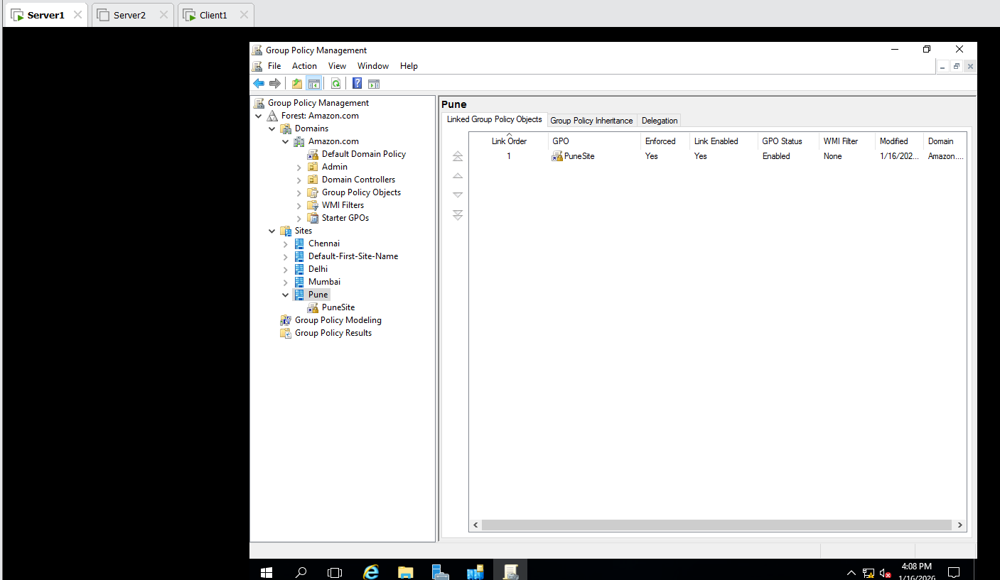 Server1
Server2
Client1
Group Policy Management
File Action View Window Help
Group Policy Management
Forest: Amazon.com
Domains
Amazon.com
Default Domain Policy
Admin
Domain Controllers
Group Policy Objects
WMI Filters
Starter GPOs
Sites
Chennai
Default-First-Site-Name
Delhi
Mumbai
Pune
PuneSite
Group Policy Modeling
Group Policy Results
Pune
Linked Group Policy Objects Group Policy Inheritance Delegation
Link Order GPO Enforced Link Enabled GPO Status WMI Filter Modified Domain
1 PuneSite Yes Yes Enabled None 1/16/202... Amazon....
4:08 PM
1/16/2026